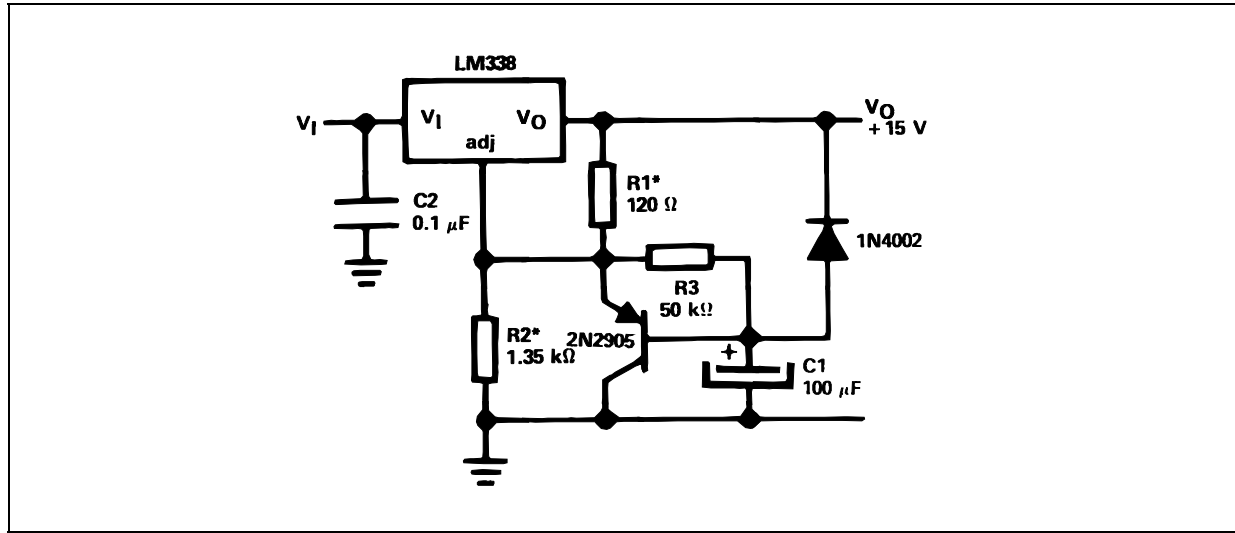 LM338
VI
VI
VO
adj
VO
+ 15 V
C2
0.1 μF
R1*
120 Ω
1N4002
R3
50 kΩ
R2*
1.35 kΩ
2N2905
+
C1
100 μF